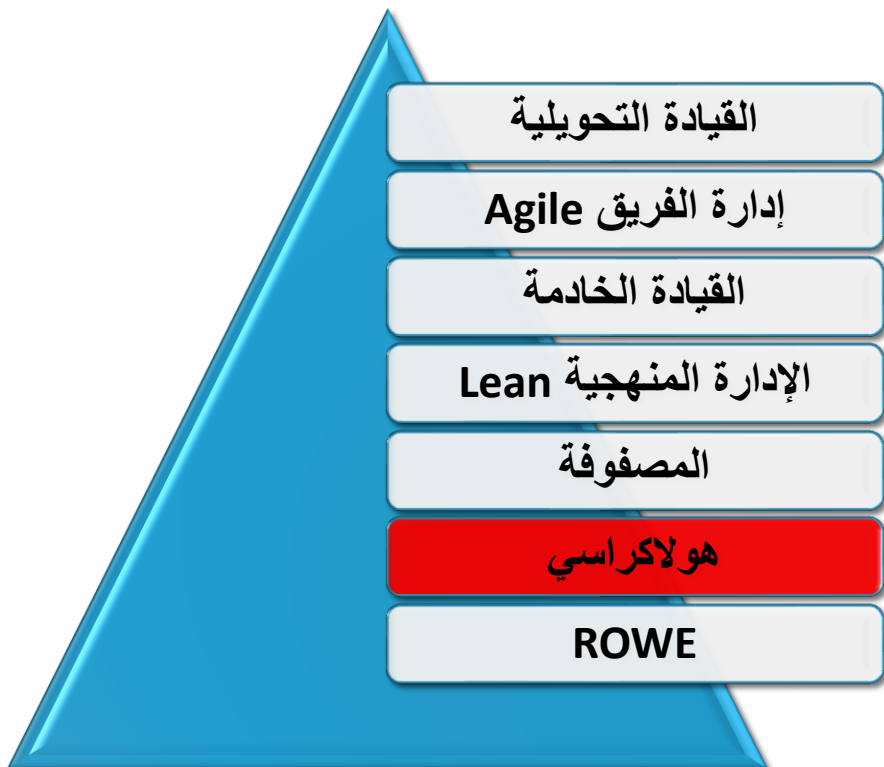 القيادة التحويلية
إدارة الفريق Agile
القيادة الخادمة
الإدارة المنهجية Lean
المصفوفة
هولاكراسي
ROWE